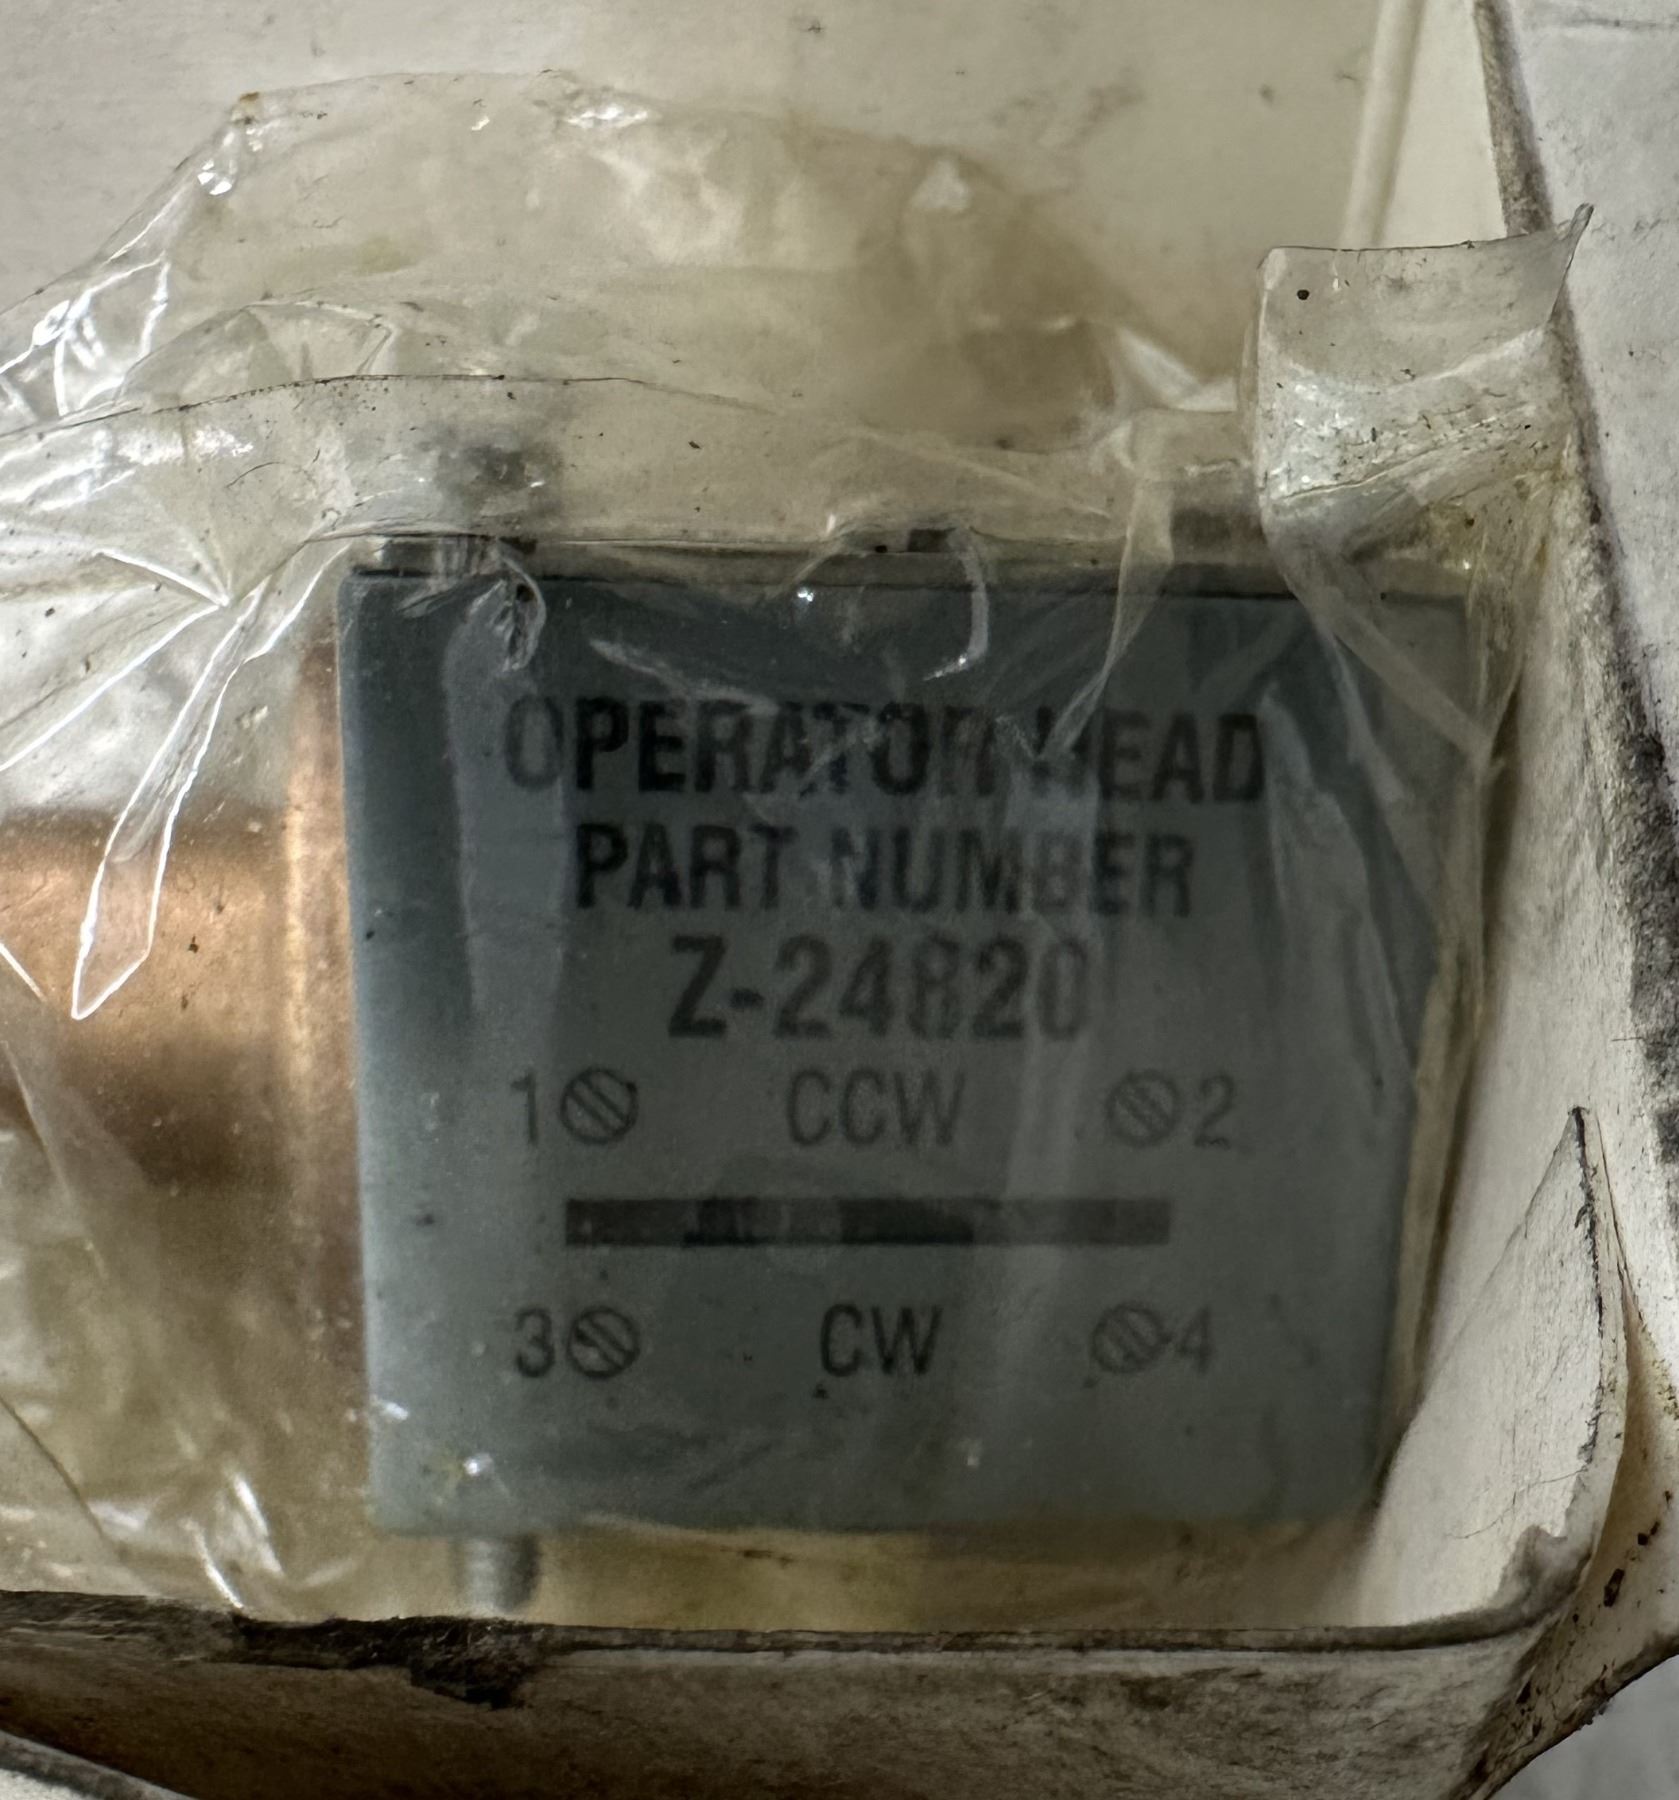 OPERATOR HEAD
PART NUMBER
Z-24820
1 CCW 2
3 CW 4